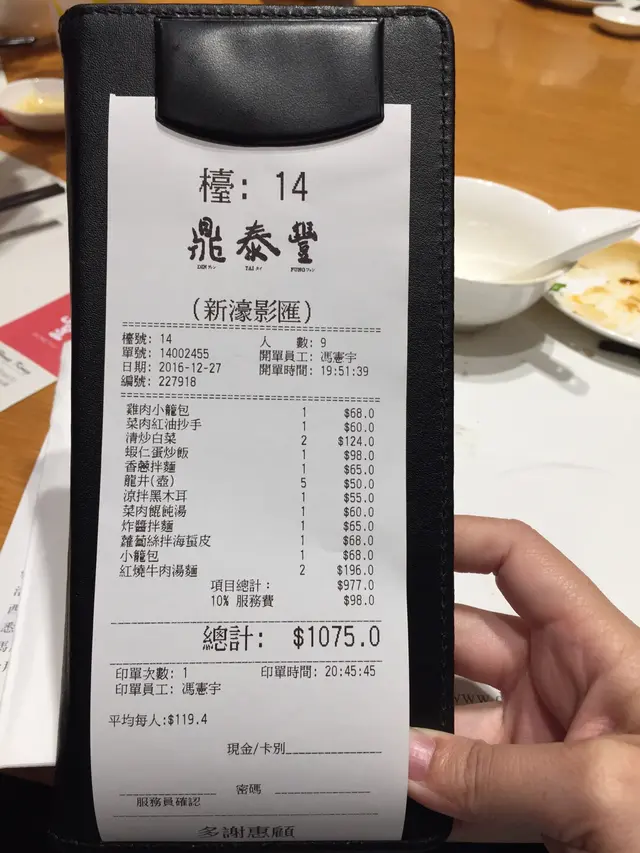 檯: 14
鼎泰豐
DIN TAI FUNG
(新濠影匯)
檯號: 14 人 數: 9
單號: 14002455 開單員工: 馮憲宇
日期: 2016-12-27 開單時間: 19:51:39
編號: 227918
雞肉小籠包 1 $68.0
菜肉紅油抄手 1 $60.0
清炒白菜 2 $124.0
蝦仁蛋炒飯 1 $98.0
香蔥拌麵 1 $65.0
龍井(壺) 5 $50.0
涼拌黑木耳 1 $55.0
菜肉餛飩湯 1 $60.0
炸醬拌麵 1 $65.0
蘿蔔絲拌海蜇皮 1 $68.0
小籠包 1 $68.0
紅燒牛肉湯麵 2 $196.0
項目總計: $977.0
10% 服務費 $98.0
總計: $1075.0
印單次數: 1 印單時間: 20:45:45
印單員工: 馮憲宇
平均每人:$119.4
現金/卡別
密碼
服務員確認
多謝惠顧